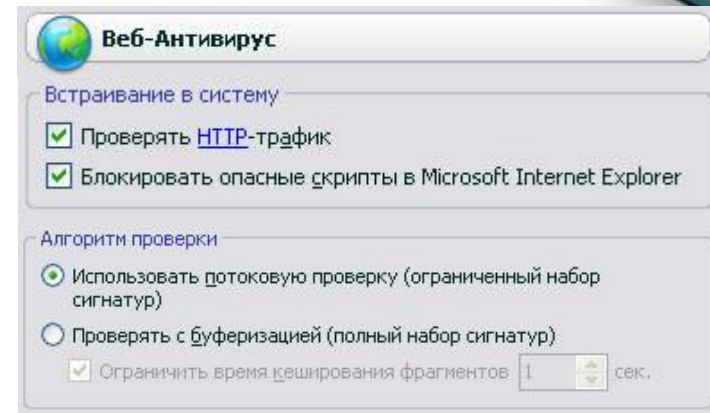 Веб-Антивирус
Встраивание в систему
Проверять HTTP-трафик
Блокировать опасные скрипты в Microsoft Internet Explorer
Алгоритм проверки
Использовать потоковую проверку (ограниченный набор
сигнатур)
Проверять с буферизацией (полный набор сигнатур)
Ограничить время кеширования фрагментов 1 сек.